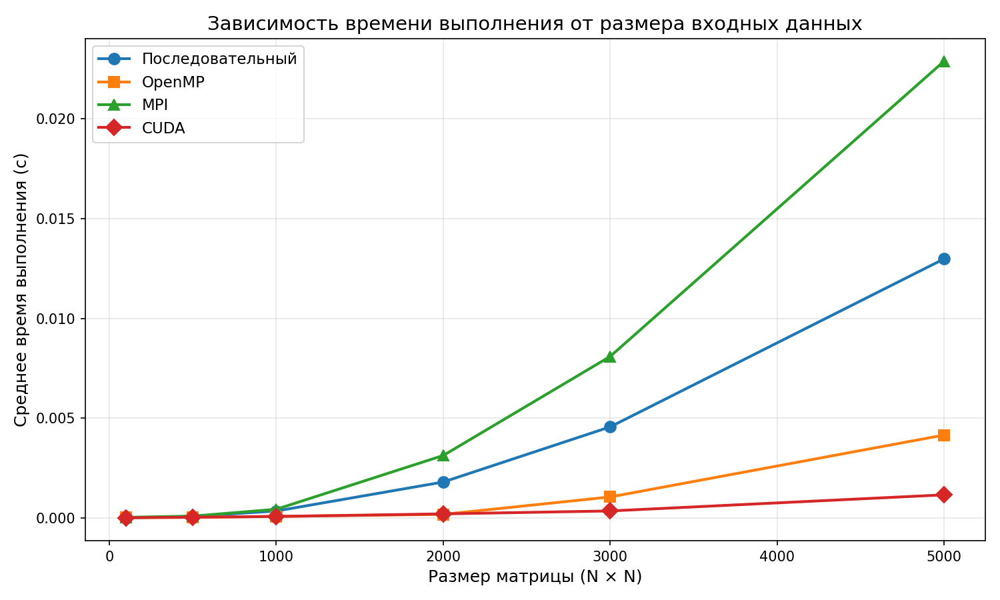 Зависимость времени выполнения от размера входных данных
Последовательный
OpenMP
MPI
CUDA
Среднее время выполнения (с)
0.020
0.015
0.010
0.005
0.000
0
1000
2000
3000
4000
5000
Размер матрицы (N × N)